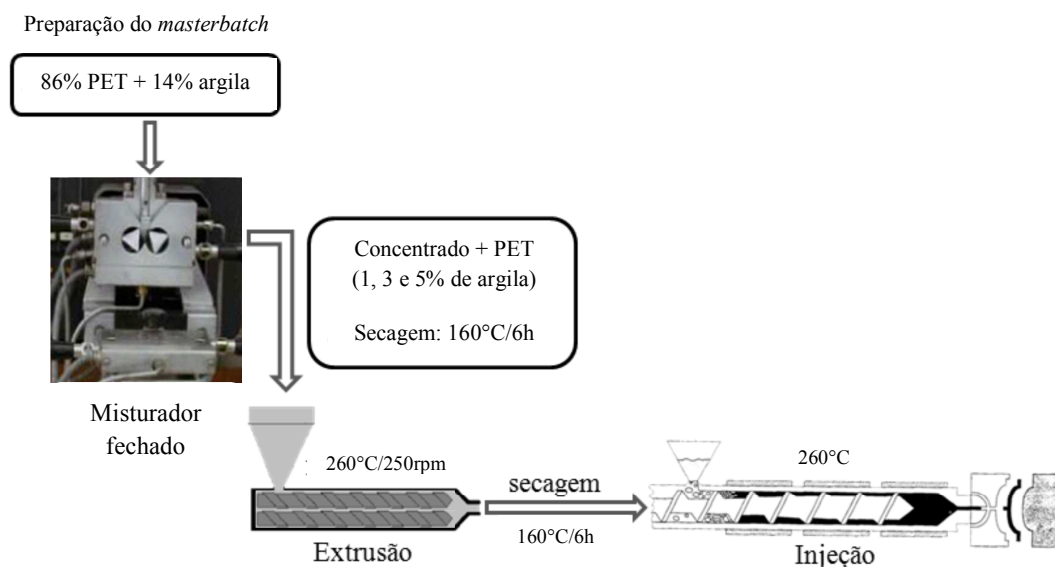 Preparação do masterbatch
86% PET + 14% argila
Concentrado + PET
(1, 3 e 5% de argila)
Secagem: 160°C/6h
Misturador
fechado
260°C/250rpm
Extrusão
secagem
160°C/6h
260°C
Injeção